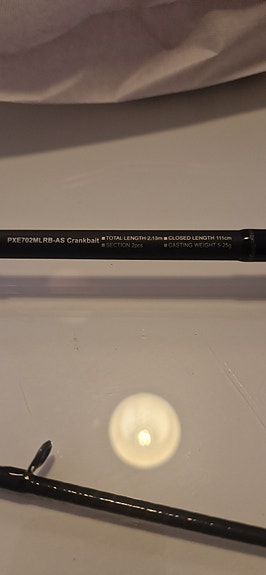 PXE702MLRB-AS Crankbait ■ TOTAL LENGTH 2.13m ■ CLOSED LENGTH 111cm
■ SECTION 2pcs ■ CASTING WEIGHT 5-25g